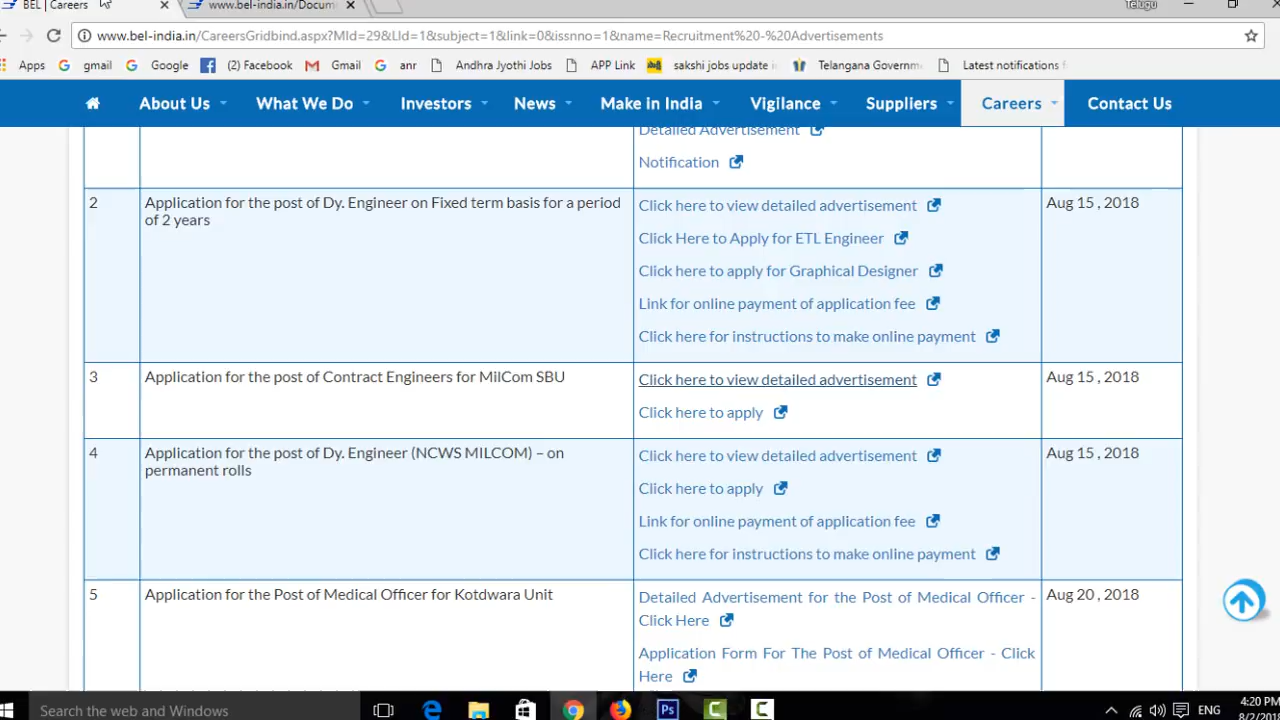 BEL | Careers
www.bel-india.in/Docum
Telugu
www.bel-india.in/CareersGridbind.aspx?MId=29&LId=1&subject=1&link=0&issnno=1&name=Recruitment%20-%20Advertisements
Apps gmail Google (2) Facebook Gmail anr Andhra Jyothi Jobs APP Link sakshi jobs update i Telangana Governm Latest notifications f
About Us What We Do Investors News Make in India Vigilance Suppliers Careers Contact Us
Detailed Advertisement
Notification
2
Application for the post of Dy. Engineer on Fixed term basis for a period
of 2 years
Click here to view detailed advertisement
Click Here to Apply for ETL Engineer
Click here to apply for Graphical Designer
Link for online payment of application fee
Click here for instructions to make online payment
Aug 15 , 2018
3
Application for the post of Contract Engineers for MilCom SBU
Click here to view detailed advertisement
Click here to apply
Aug 15 , 2018
4
Application for the post of Dy. Engineer (NCWS MILCOM) – on
permanent rolls
Click here to view detailed advertisement
Click here to apply
Link for online payment of application fee
Click here for instructions to make online payment
Aug 15 , 2018
5
Application for the Post of Medical Officer for Kotdwara Unit
Detailed Advertisement for the Post of Medical Officer -
Click Here
Application Form For The Post of Medical Officer - Click
Here
Aug 20 , 2018
Search the web and Windows
ENG
4:20 PM
8/2/2018